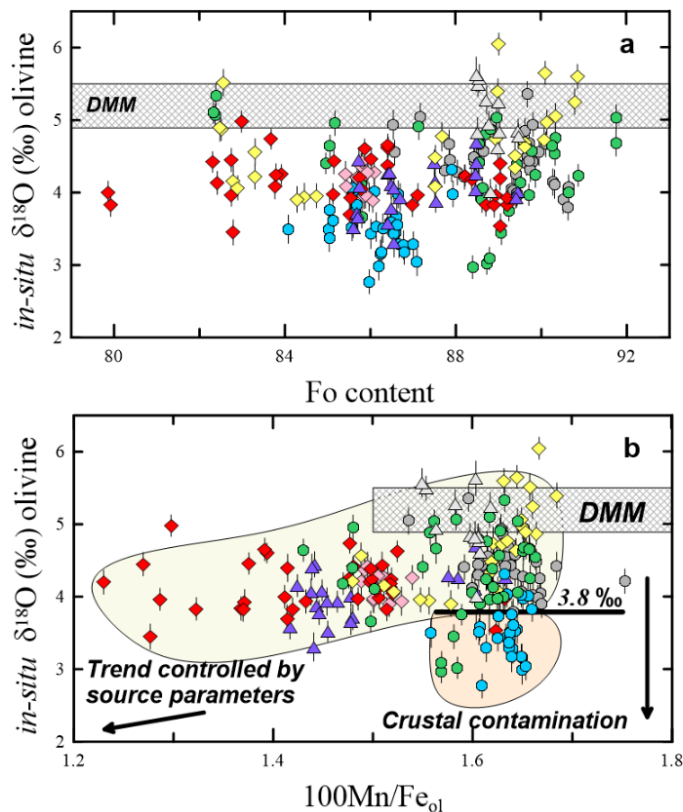 a
6
5
4
3
2
DMM
in-situ δ¹⁸O (‰) olivine
80 84 88 92
Fo content
b
6
5
4
3
2
DMM
3.8 ‰
in-situ δ¹⁸O (‰) olivine
Trend controlled by
source parameters
Crustal contamination
1.2 1.4 1.6 1.8
100Mn/Feₒₗ